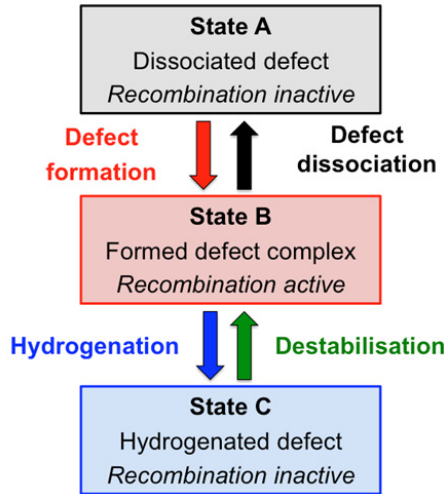 State A
Dissociated defect
Recombination inactive
Defect
formation
Defect
dissociation
State B
Formed defect complex
Recombination active
Hydrogenation
Destabilisation
State C
Hydrogenated defect
Recombination inactive